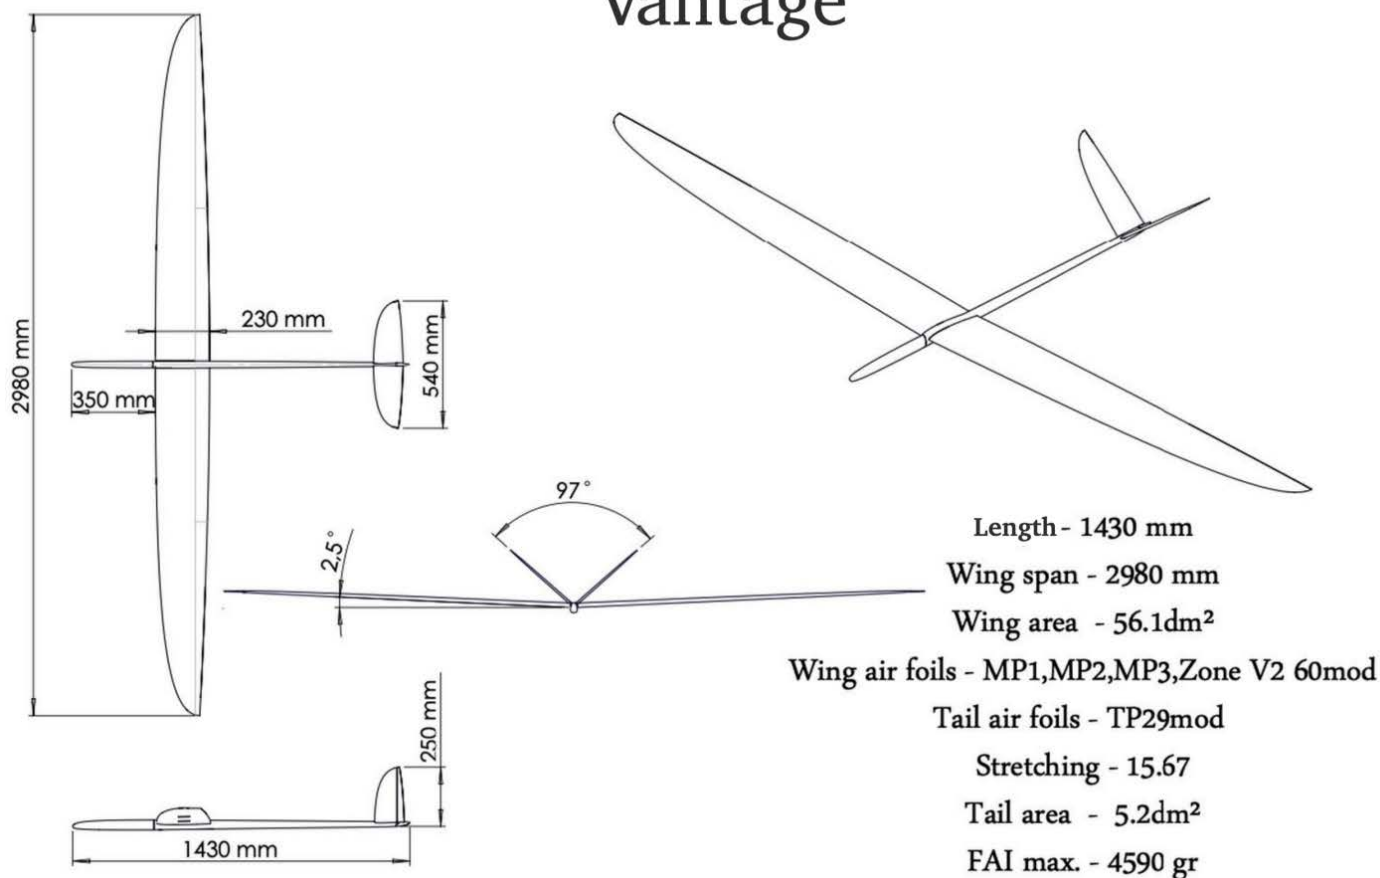 Vantage
2980 mm
230 mm
350 mm
540 mm
97°
2,5°
250 mm
1430 mm
Length - 1430 mm
Wing span - 2980 mm
Wing area - 56.1dm²
Wing air foils - MP1,MP2,MP3,Zone V2 60mod
Tail air foils - TP29mod
Stretching - 15.67
Tail area - 5.2dm²
FAI max. - 4590 gr